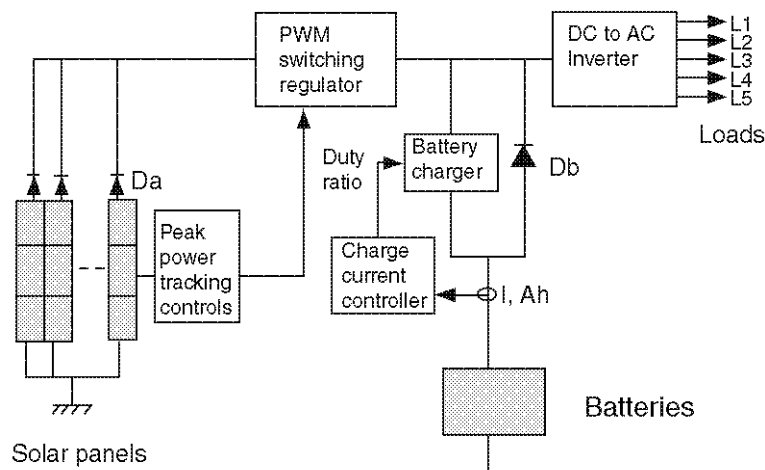 PWM
switching
regulator
DC to AC
Inverter
L1
L2
L3
L4
L5
Loads
Da
Duty
ratio
Battery
charger
Db
Peak
power
tracking
controls
Charge
current
controller
I, Ah
Batteries
Solar panels